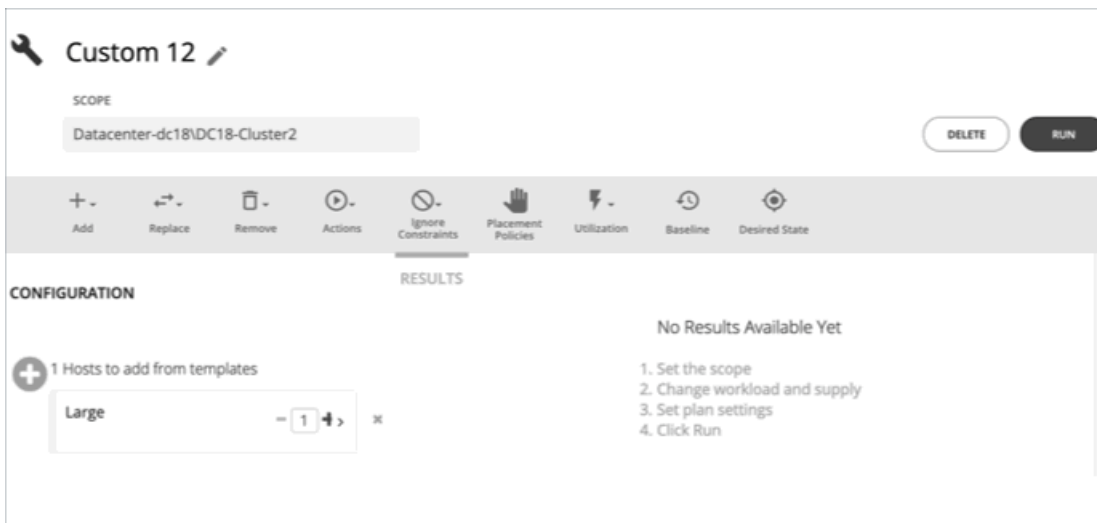 Custom 12
SCOPE
Datacenter-dc18\DC18-Cluster2
DELETE
RUN
Add
Replace
Remove
Actions
Ignore
Constraints
Placement
Policies
Utilization
Baseline
Desired State
RESULTS
CONFIGURATION
No Results Available Yet
1 Hosts to add from templates
Large
1
1. Set the scope
2. Change workload and supply
3. Set plan settings
4. Click Run